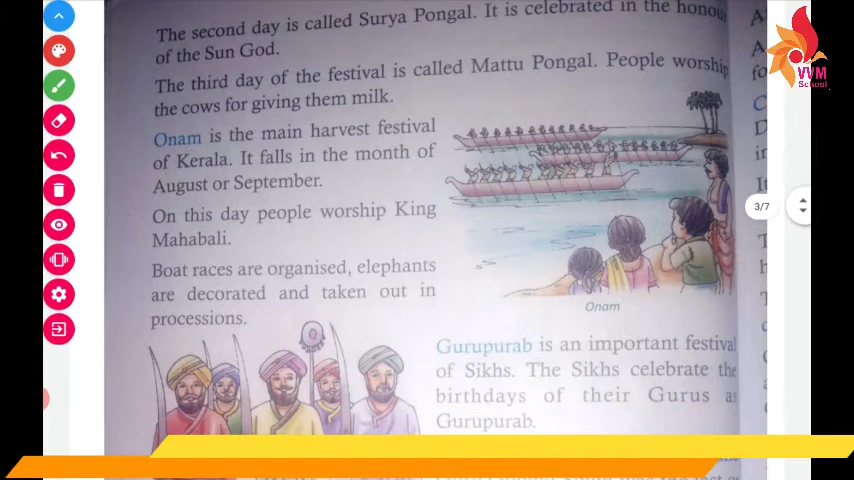 The second day is called Surya Pongal. It is celebrated in the honour
of the Sun God.
The third day of the festival is called Mattu Pongal. People worship
the cows for giving them milk.
Onam is the main harvest festival
of Kerala. It falls in the month of
August or September.
On this day people worship King
Mahabali.
Boat races are organised, elephants
are decorated and taken out in
processions.
Onam
Gurupurab is an important festival
of Sikhs. The Sikhs celebrate the
birthdays of their Gurus as
Gurupurab.
VVM
School
3/7